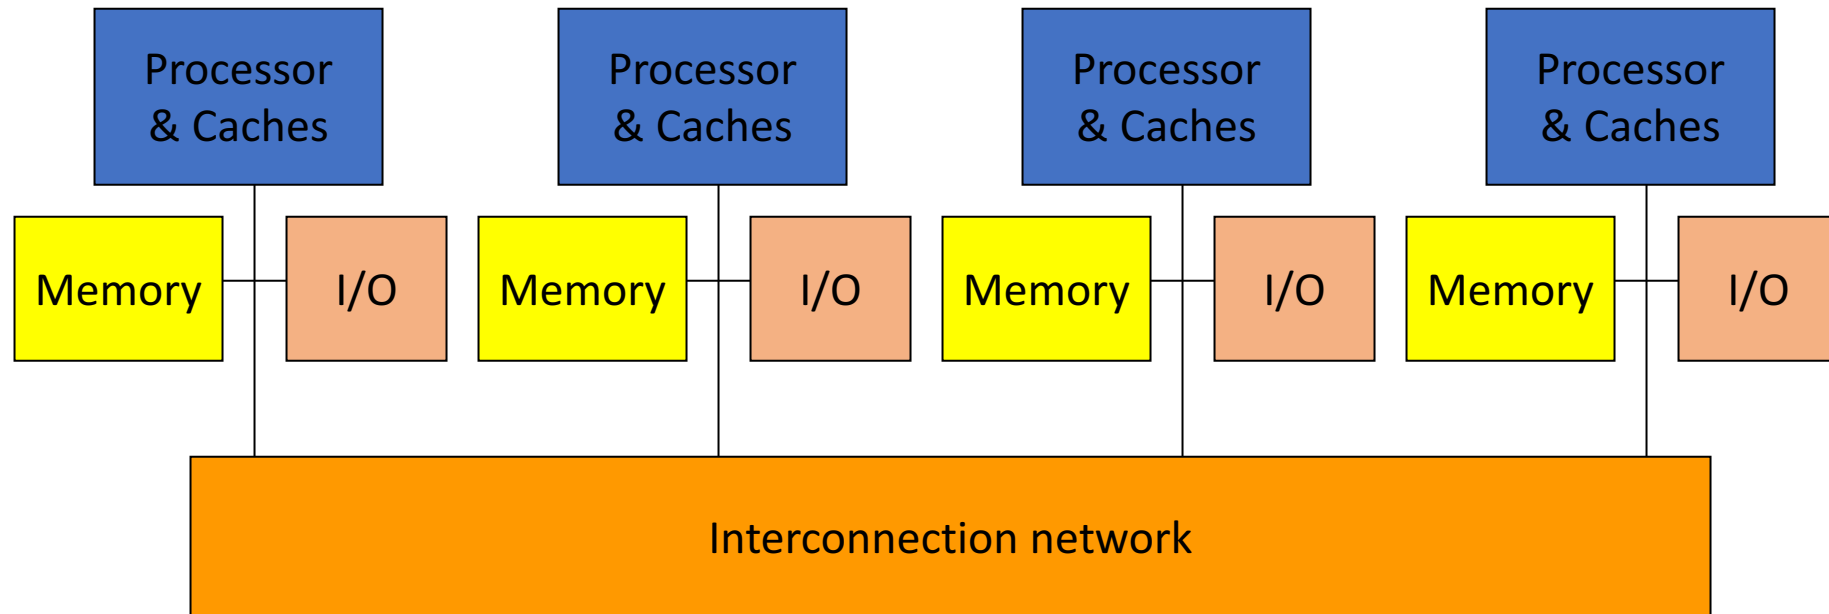 Processor
& Caches
Processor
& Caches
Processor
& Caches
Processor
& Caches
Memory
I/O
Memory
I/O
Memory
I/O
Memory
I/O
Interconnection network